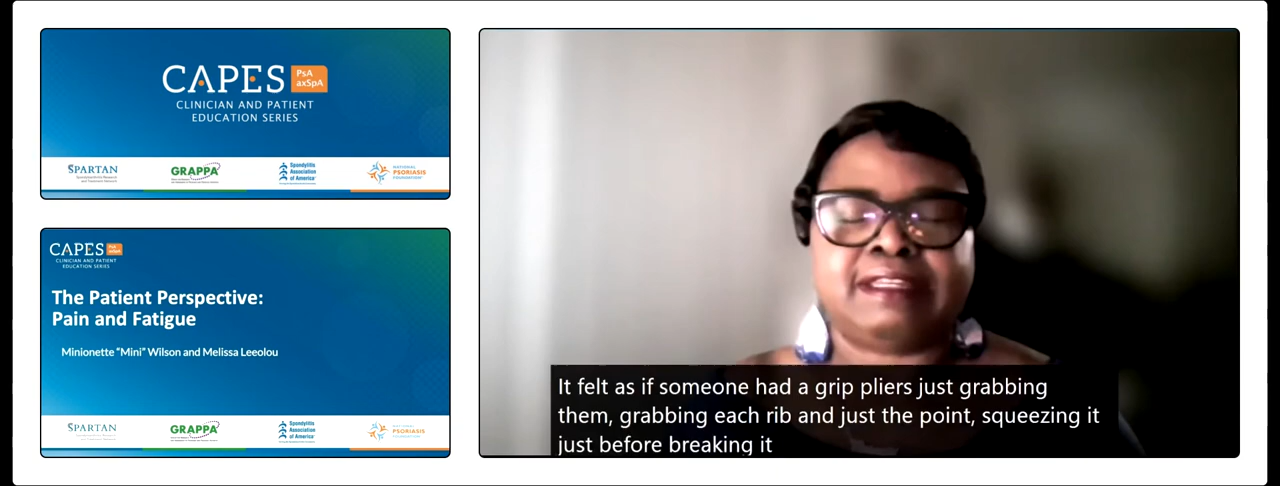 CAPES PsA
axSpA
CLINICIAN AND PATIENT
EDUCATION SERIES
SPARTAN
GRAPPA
Spondylitis
Association
of America
NATIONAL
PSORIASIS
FOUNDATION
CAPES PsA
axSpA
CLINICIAN AND PATIENT
EDUCATION SERIES
The Patient Perspective:
Pain and Fatigue
Minionette “Mini” Wilson and Melissa Leeolou
SPARTAN
GRAPPA
Spondylitis
Association
of America
NATIONAL
PSORIASIS
FOUNDATION
It felt as if someone had a grip pliers just grabbing
them, grabbing each rib and just the point, squeezing it
just before breaking it